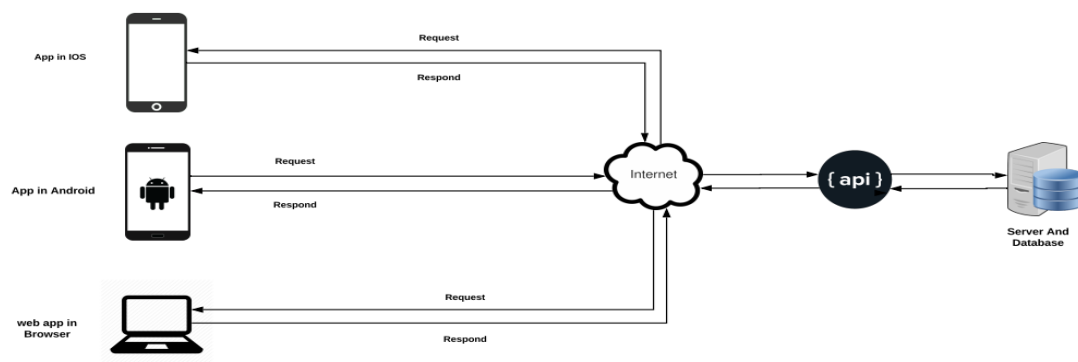 Request
App in IOS
Respond
Request
App in Android
Respond
Internet
{ api }
Server And
Database
Request
web app in
Browser
Respond